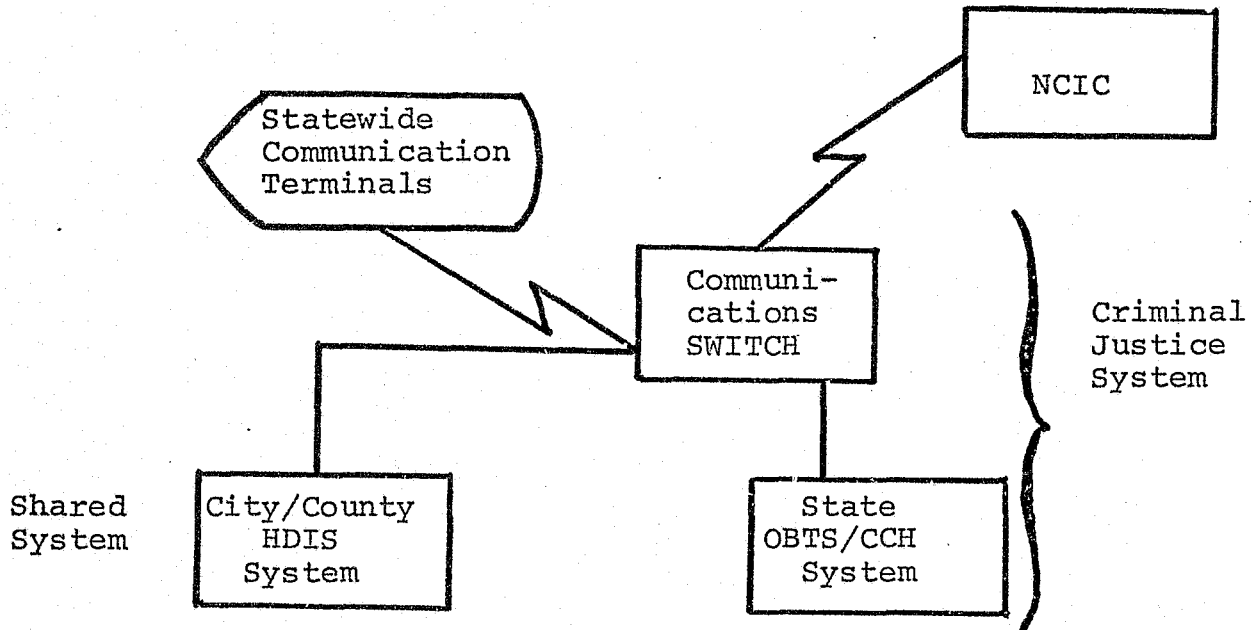 NCIC
Statewide
Communication
Terminals
Communi-
cations
SWITCH
Criminal
Justice
System
Shared
System
City/County
HDIS
System
State
OBTS/CCH
System